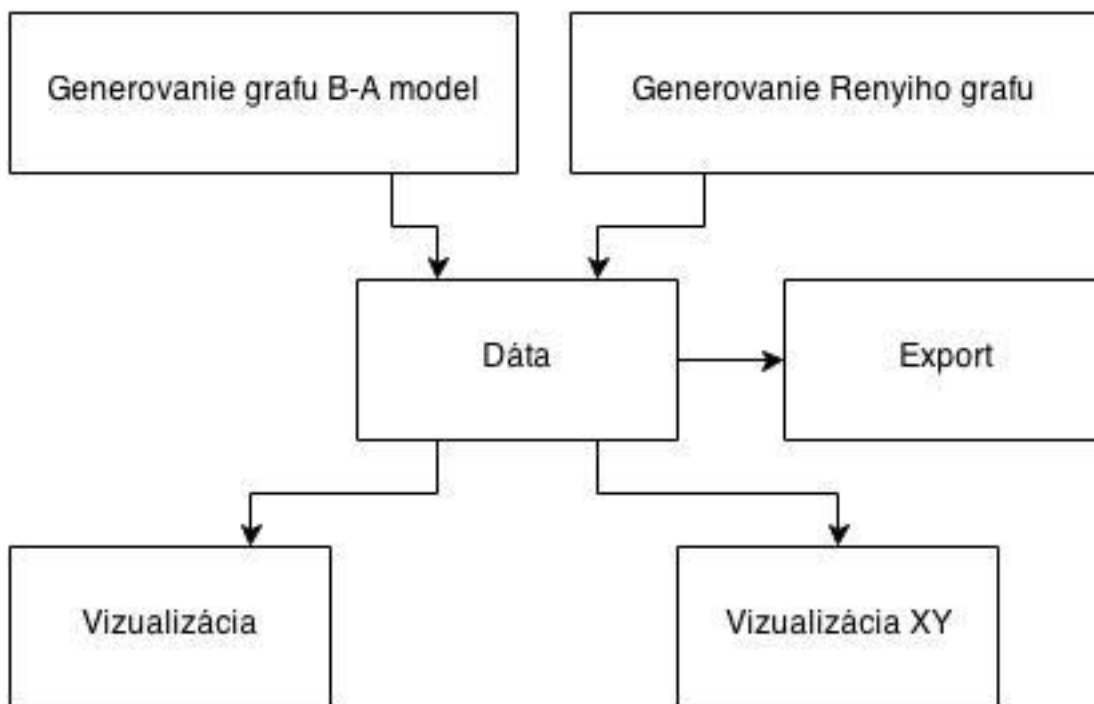 Generovanie grafu B-A model
Generovanie Renyiho grafu
Dáta
Export
Vizualizácia
Vizualizácia XY